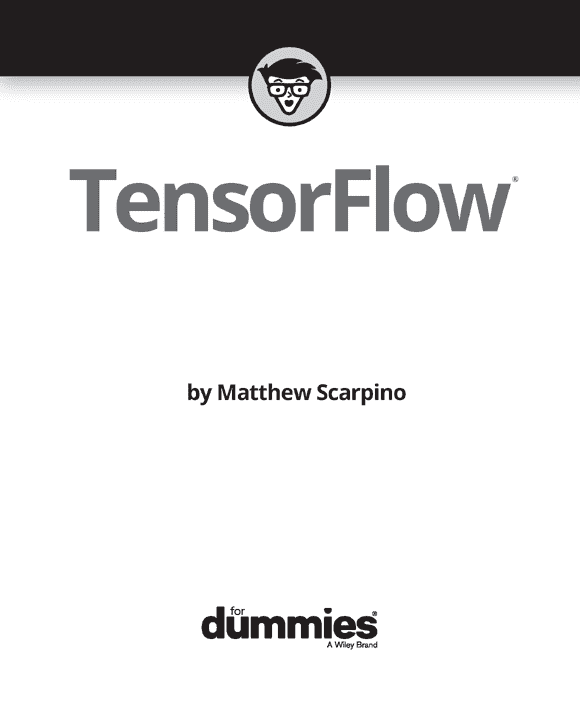 TensorFlow®
by Matthew Scarpino
for
dummies®
A Wiley Brand